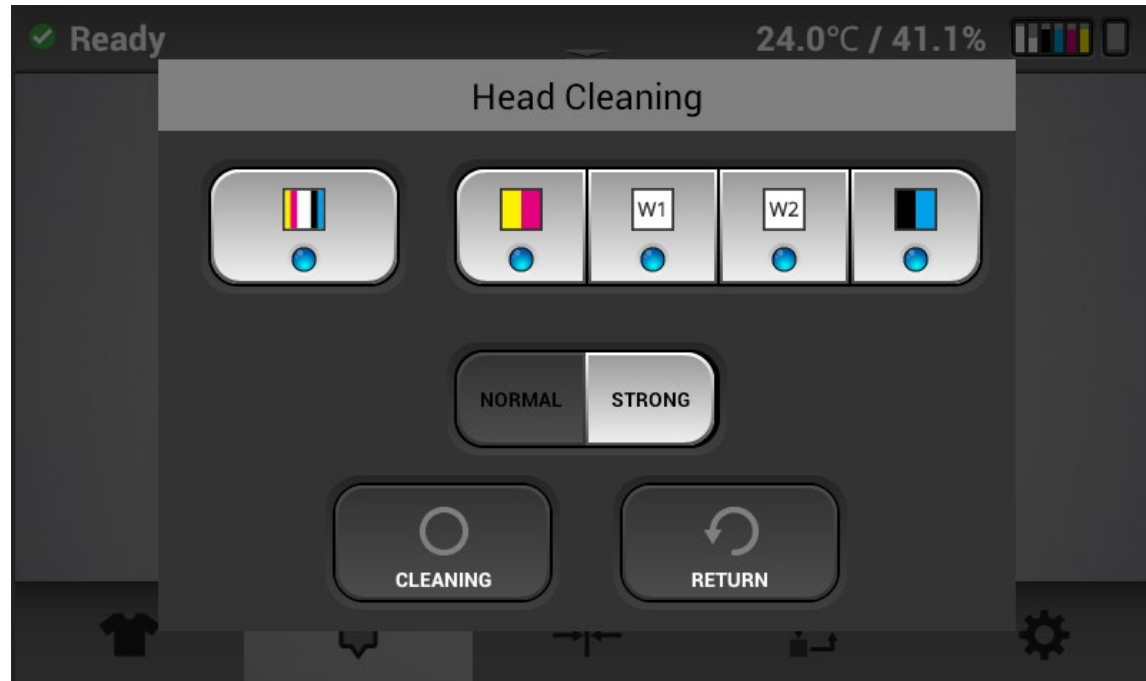 Ready 24.0°C / 41.1%
Head Cleaning
W1 W2
NORMAL STRONG
CLEANING RETURN